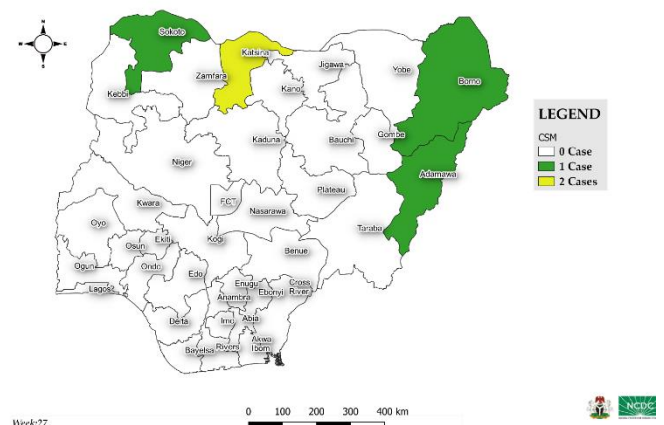 N
W
E
S
Sokoto
Katsina
Jigawa
Yobe
Borno
Zamfara
Kebbi
Kano
Gombe
Kaduna
Bauchi
Niger
Adamawa
Plateau
FCT
Nasarawa
Kwara
Taraba
Oyo
Kogi
Ekiti
Osun
Benue
Ogun
Ondo
Edo
Lagos
Enugu
Cross
River
Ebonyi
Anambra
Delta
Imo
Abia
Akwa
Ibom
Bayelsa
Rivers
LEGEND
CSM
0 Case
1 Case
2 Cases
Week:27
0 100 200 300 400 km
NCDC